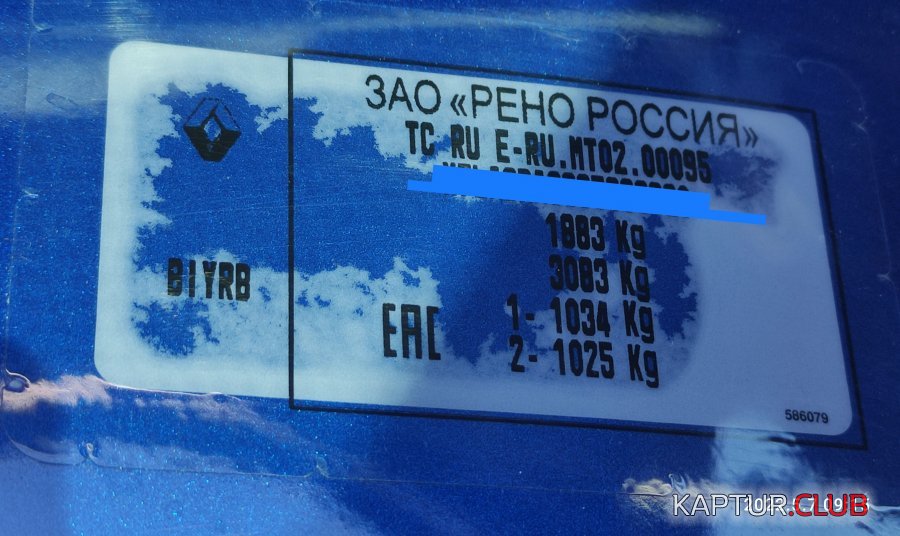 ЗАО «РЕНО РОССИЯ»
TC RU E-RU.MT02.00095
1883 Kg
3083 Kg
1- 1034 Kg
2- 1025 Kg
B1YRB
EAC
586079
KAPTUR.CLUB